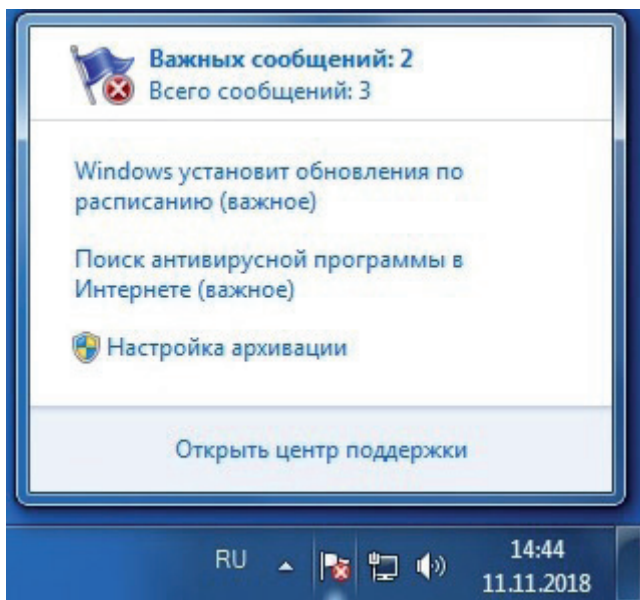 Важных сообщений: 2
Всего сообщений: 3
Windows установит обновления по
расписанию (важное)
Поиск антивирусной программы в
Интернете (важное)
Настройка архивации
Открыть центр поддержки
RU
14:44
11.11.2018